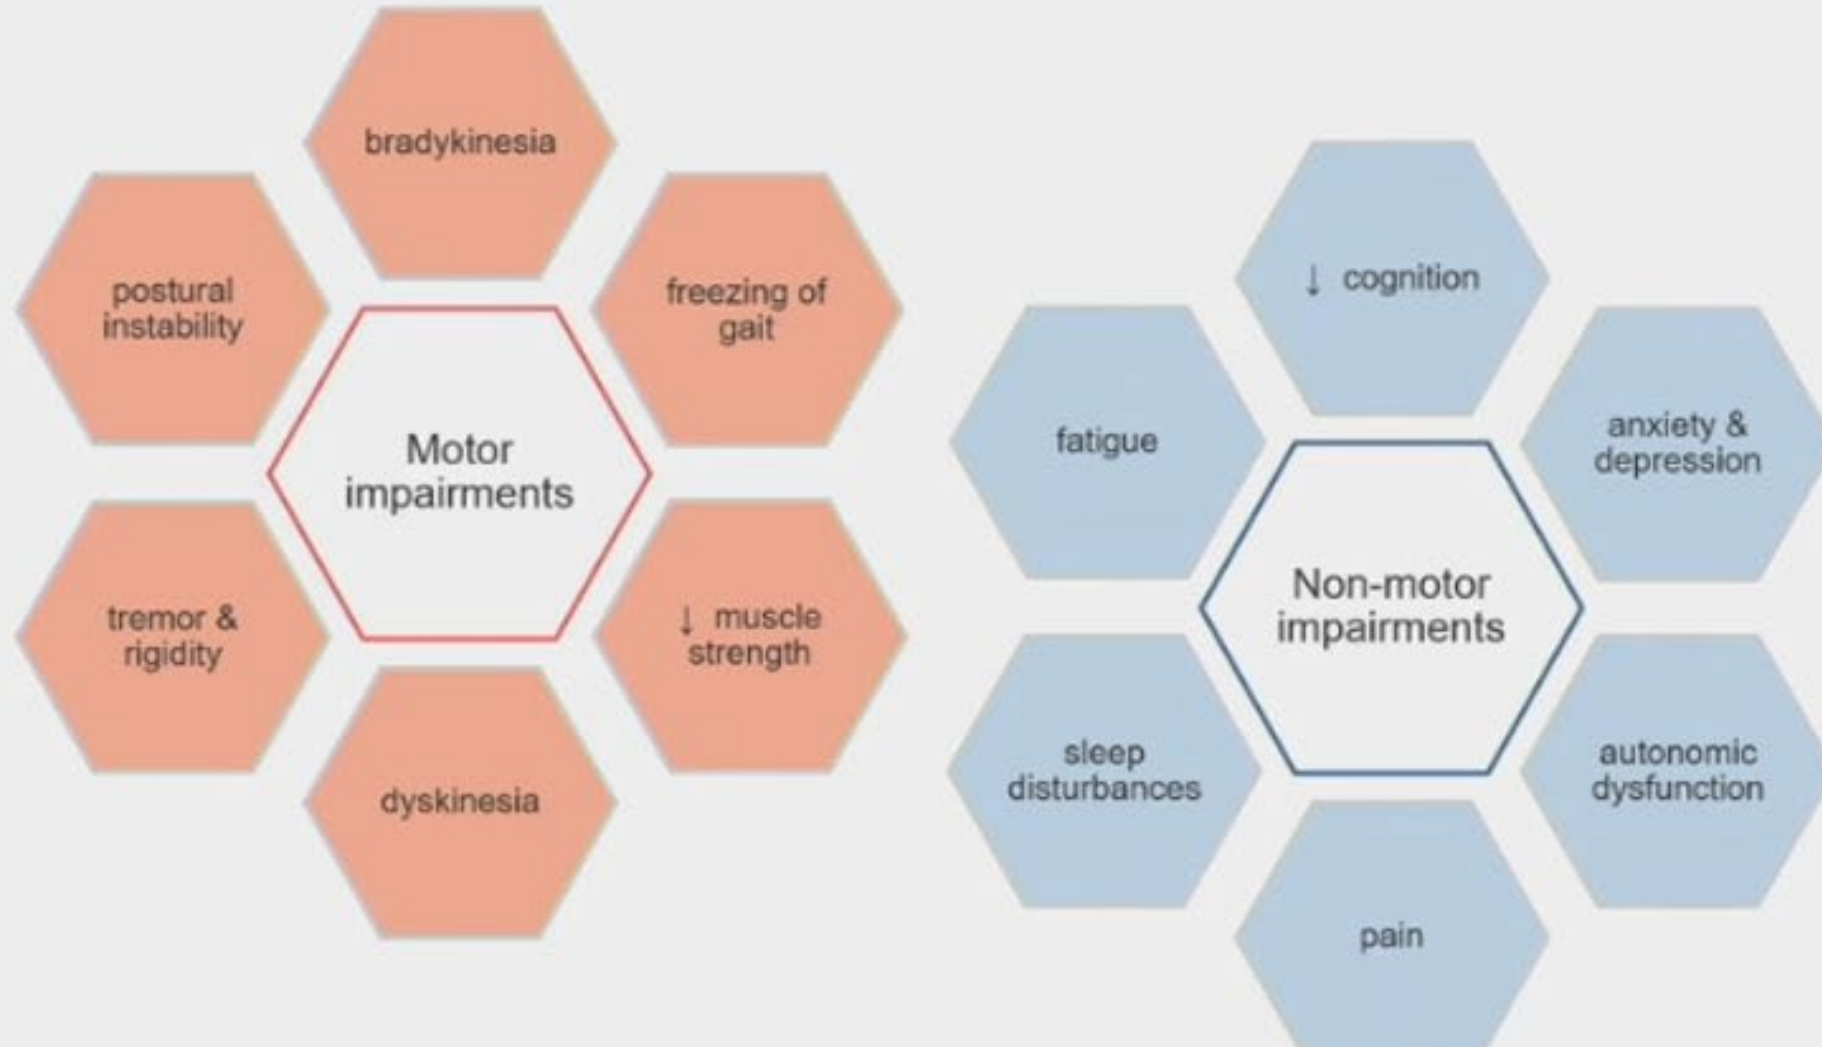 bradykinesia
postural
instability
freezing of
gait
Motor
impairments
tremor &
rigidity
↓ muscle
strength
dyskinesia
↓ cognition
fatigue
anxiety &
depression
Non-motor
impairments
sleep
disturbances
autonomic
dysfunction
pain